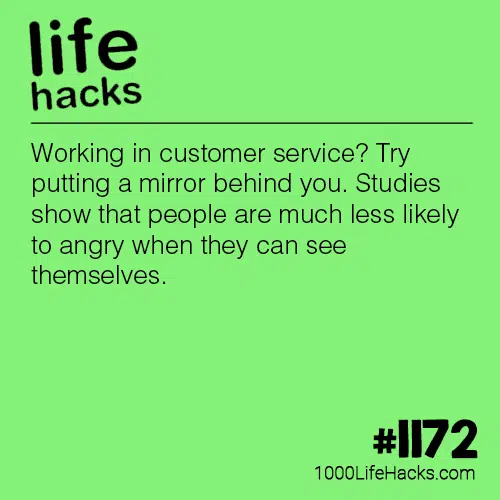 life
hacks
Working in customer service? Try
putting a mirror behind you. Studies
show that people are much less likely
to angry when they can see
themselves.
#1172
1000LifeHacks.com